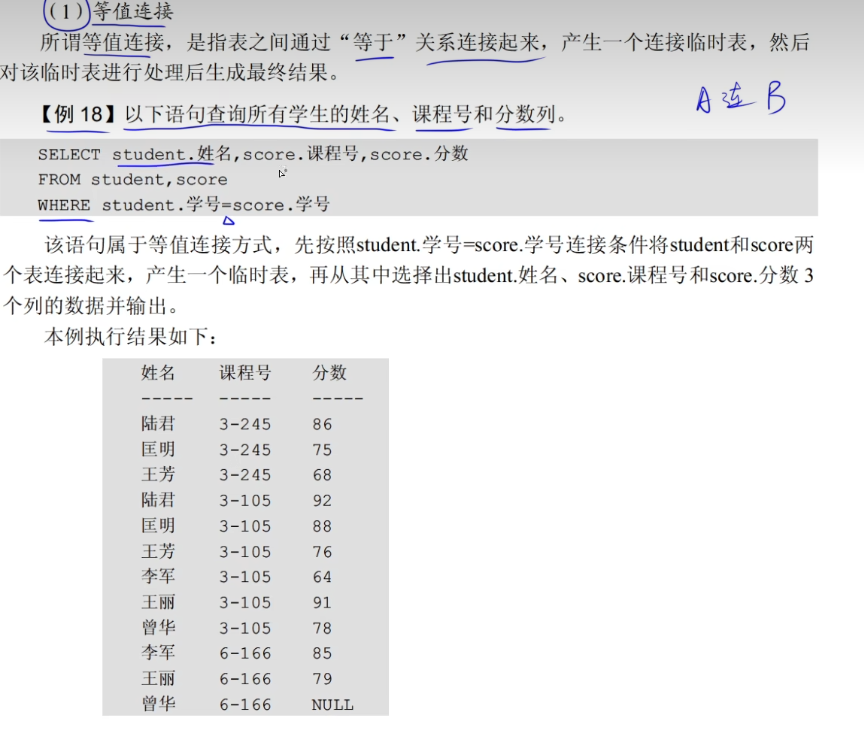 (1) 等值连接
所谓等值连接，是指表之间通过“等于”关系连接起来，产生一个连接临时表，然后
对该临时表进行处理后生成最终结果。
A连B
【例 18】以下语句查询所有学生的姓名、课程号和分数列。
SELECT student.姓名,score.课程号,score.分数
FROM student,score
WHERE student.学号=score.学号
该语句属于等值连接方式，先按照student.学号=score.学号连接条件将student和score两
个表连接起来，产生一个临时表，再从其中选择出student.姓名、score.课程号和score.分数 3
个列的数据并输出。
本例执行结果如下：
姓名 课程号 分数
----- ----- -----
陆君 3-245 86
匡明 3-245 75
王芳 3-245 68
陆君 3-105 92
匡明 3-105 88
王芳 3-105 76
李军 3-105 64
王丽 3-105 91
曾华 3-105 78
李军 6-166 85
王丽 6-166 79
曾华 6-166 NULL